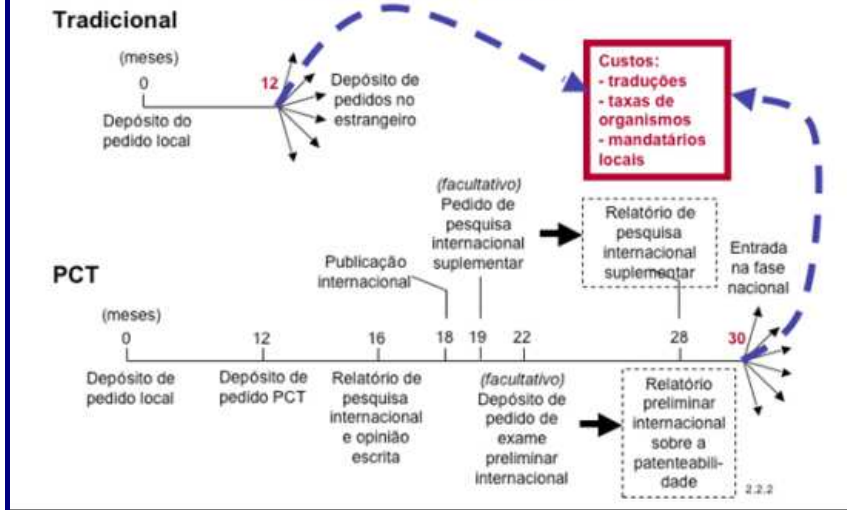 Tradicional
(meses)
0
12
Depósito do
pedido local
Depósito de
pedidos no
estrangeiro
Custos:
- traduções
- taxas de
organismos
- mandatários
locais
PCT
(meses)
0
12
16
18
19
22
28
30
Depósito de
pedido local
Depósito de
pedido PCT
Relatório de
pesquisa
internacional
e opinião
escrita
Publicação
internacional
(facultativo)
Pedido de
pesquisa
internacional
suplementar
Relatório de
pesquisa
internacional
suplementar
(facultativo)
Depósito de
pedido de
exame
preliminar
internacional
Relatório
preliminar
internacional
sobre a
patenteabili-
dade
Entrada
na fase
nacional
2.2.2